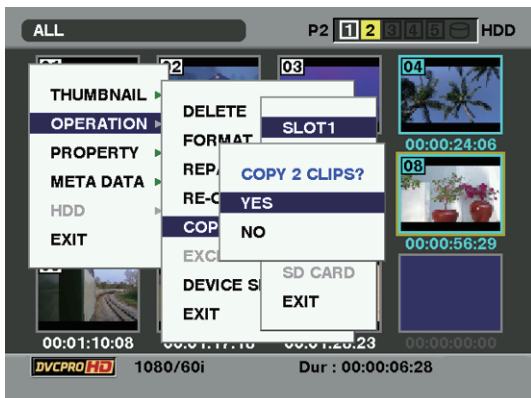 ALL P2 1 2 3 4 5 HDD
02 03 04
THUMBNAIL
OPERATION
PROPERTY
META DATA
HDD
EXIT
DELETE
FORMAT
DEVICE
EXIT
SLOT1
COPY 2 CLIPS?
YES
NO
SD CARD
EXIT
00:00:24:06
08
00:00:56:29
00:01:10:08
00:00:00:00
DVCPRO HD 1080/60i Dur : 00:00:06:28